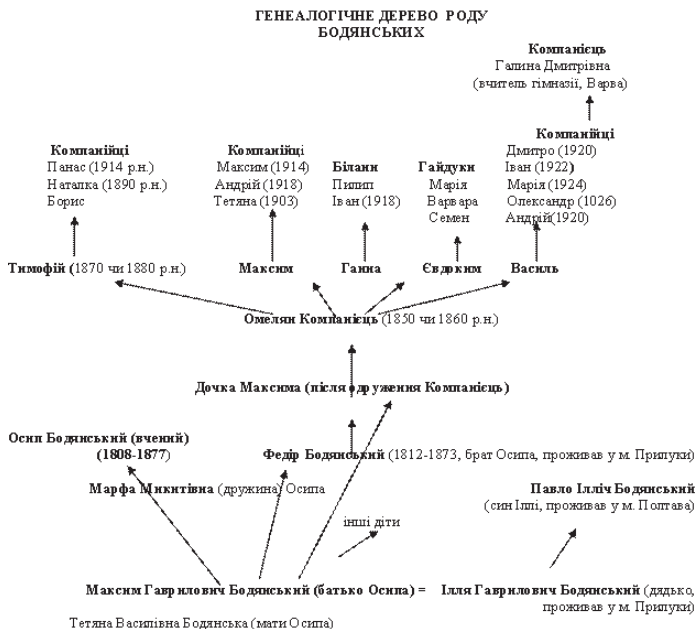 ГЕНЕАЛОГІЧНЕ ДЕРЕВО РОДУ
БОДЯНСЬКИХ
Компанієць
Галина Дмитрівна
(вчитель гімназії, Варва)
Компанійці
Панас (1914 р.н.)
Наталка (1890 р.н.)
Борис
Компанійці
Максим (1914)
Андрій (1918)
Тетяна (1903)
Білани
Пилип
Іван (1918)
Гайдуки
Марія
Варвара
Семен
Компанійці
Дмитро (1920)
Іван (1922)
Марія (1924)
Олександр (1026)
Андрій(1920)
Тимофій (1870 чи 1880 р.н.)
Максим
Ганна
Євдоким
Василь
Омелян Компанієць (1850 чи 1860 р.н.)
Дочка Максима (після одруження Компанієць)
Осип Бодянський (вчений)
(1808-1877)
Федір Бодянський (1812-1873, брат Осипа, проживав у м. Прилуки)
Марфа Микитівна (дружина) Осипа
Павло Ілліч Бодянський
(син Іллі, проживав у м. Полтава)
інші діти
Максим Гаврилович Бодянський (батько Осипа) =
Ілля Гаврилович Бодянський (дядько,
проживав у м. Прилуки)
Тетяна Василівна Бодянська (мати Осипа)